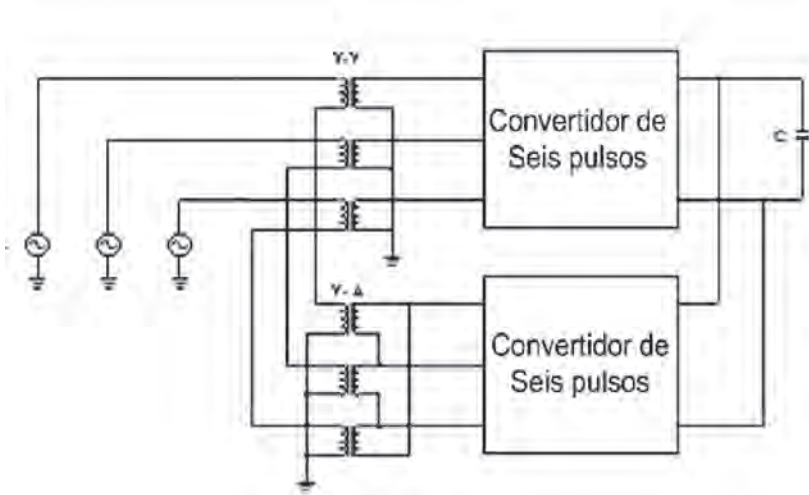 Y-Y
Convertidor de
Seis pulsos
C
Y-Δ
Convertidor de
Seis pulsos